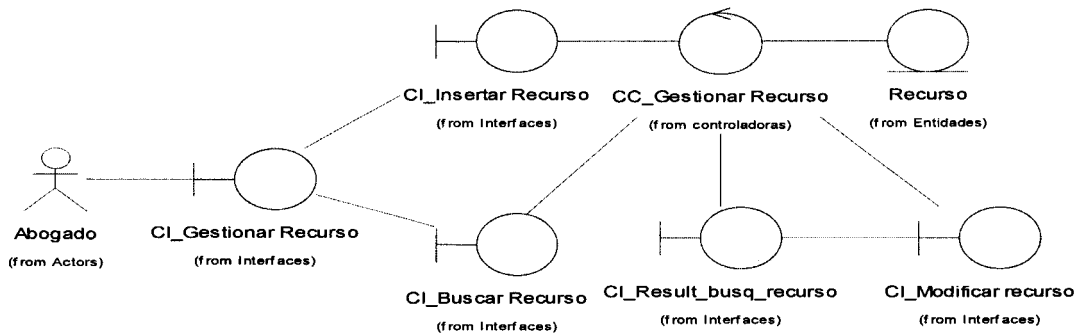 CI_Insertar Recurso
(from Interfaces)
CC_Gestionar Recurso
(from controladoras)
Recurso
(from Entidades)
Abogado
(from Actors)
CI_Gestionar Recurso
(from Interfaces)
CI_Buscar Recurso
(from Interfaces)
CI_Result_busq_recurso
(from Interfaces)
CI_Modificar recurso
(from Interfaces)